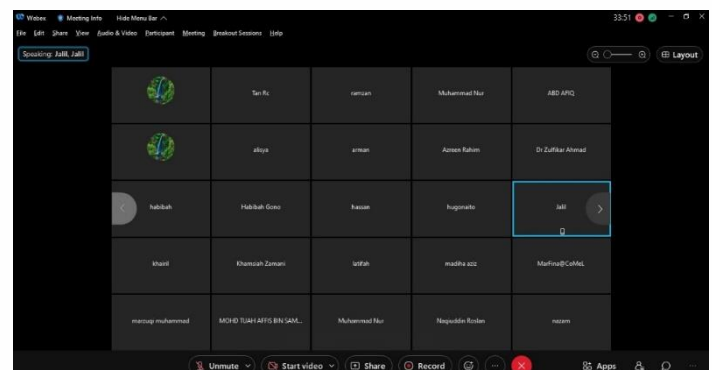 Webex Meeting Info Hide Menu Bar
33:51
File Edit Share View Audio & Video Participant Meeting Breakout Sessions Help
Speaking: Jalil, Jalil
Layout
Tan Rc ramzan Muhammad Nur ABD AFIQ
alisya arman Azreen Rahim Dr Zulfikar Ahmad
habibah Habibah Gono hassan hugonaito Jalil
khairil Khamsiah Zamani latifah madiha aziz MarFina@CoMeL
marzuqi muhammad MOHD TUAH AFFIS BIN SAM... Muhammad Nur Naqiuddin Roslan nazam
Unmute Start video Share Record Apps